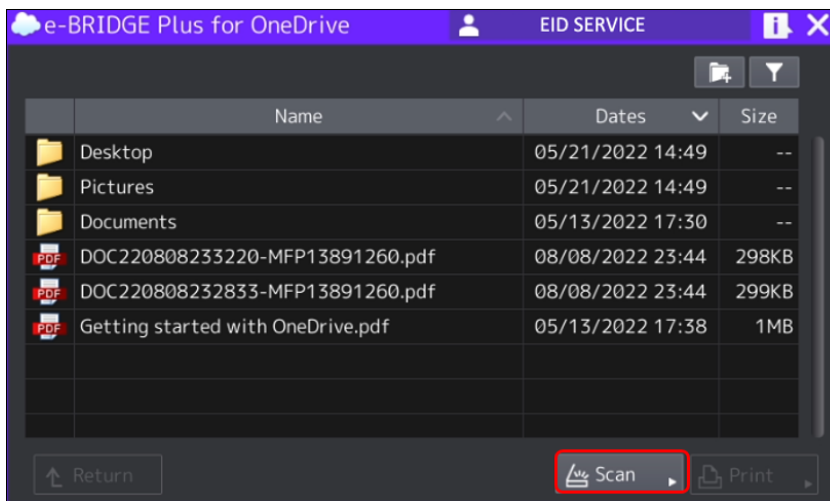 e-BRIDGE Plus for OneDrive EID SERVICE i
Name Dates Size
Desktop 05/21/2022 14:49 --
Pictures 05/21/2022 14:49 --
Documents 05/13/2022 17:30 --
PDF DOC220808233220-MFP13891260.pdf 08/08/2022 23:44 298KB
PDF DOC220808232833-MFP13891260.pdf 08/08/2022 23:44 299KB
PDF Getting started with OneDrive.pdf 05/13/2022 17:38 1MB
Return Scan Print